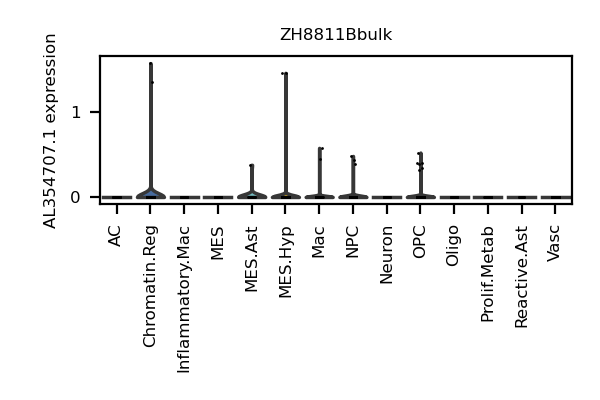 ZH8811Bbulk
AL354707.1 expression
1
0
AC
Chromatin.Reg
Inflammatory.Mac
MES
MES.Ast
MES.Hyp
Mac
NPC
Neuron
OPC
Oligo
Prolif.Metab
Reactive.Ast
Vasc